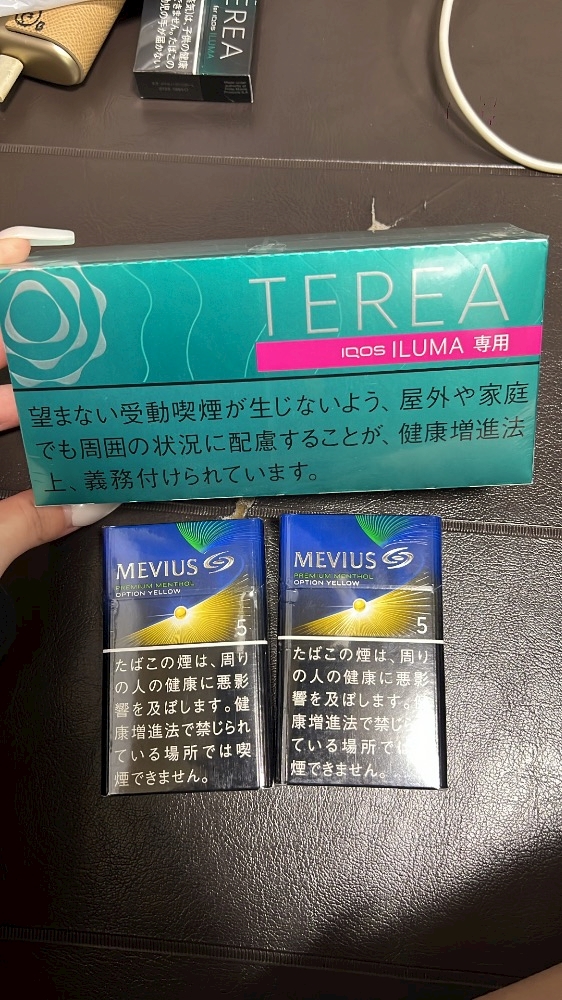 TEREA
for IQOS ILUMA
TEREA
IQOS ILUMA 専用
望まない受動喫煙が生じないよう、屋外や家庭
でも周囲の状況に配慮することが、健康増進法
上、義務付けられています。
MEVIUS
PREMIUM MENTHOL
OPTION YELLOW
5
たばこの煙は、周り
の人の健康に悪影
響を及ぼします。健
康増進法で禁じられ
ている場所では喫
煙できません。
MEVIUS
PREMIUM MENTHOL
OPTION YELLOW
5
たばこの煙は、周り
の人の健康に悪影
響を及ぼします。健
康増進法で禁じら
ている場所では
煙できません。